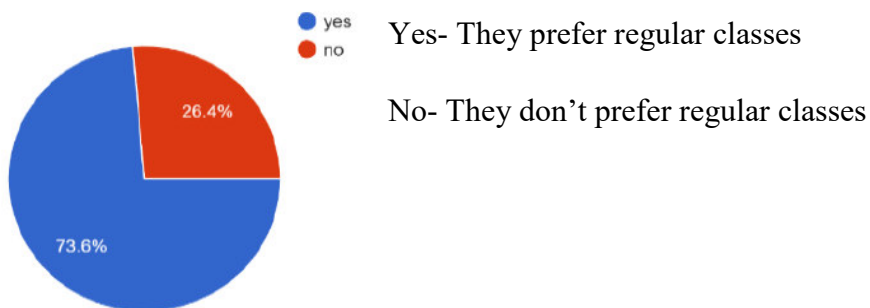 yes
no
Yes- They prefer regular classes
No- They don’t prefer regular classes
26.4%
73.6%